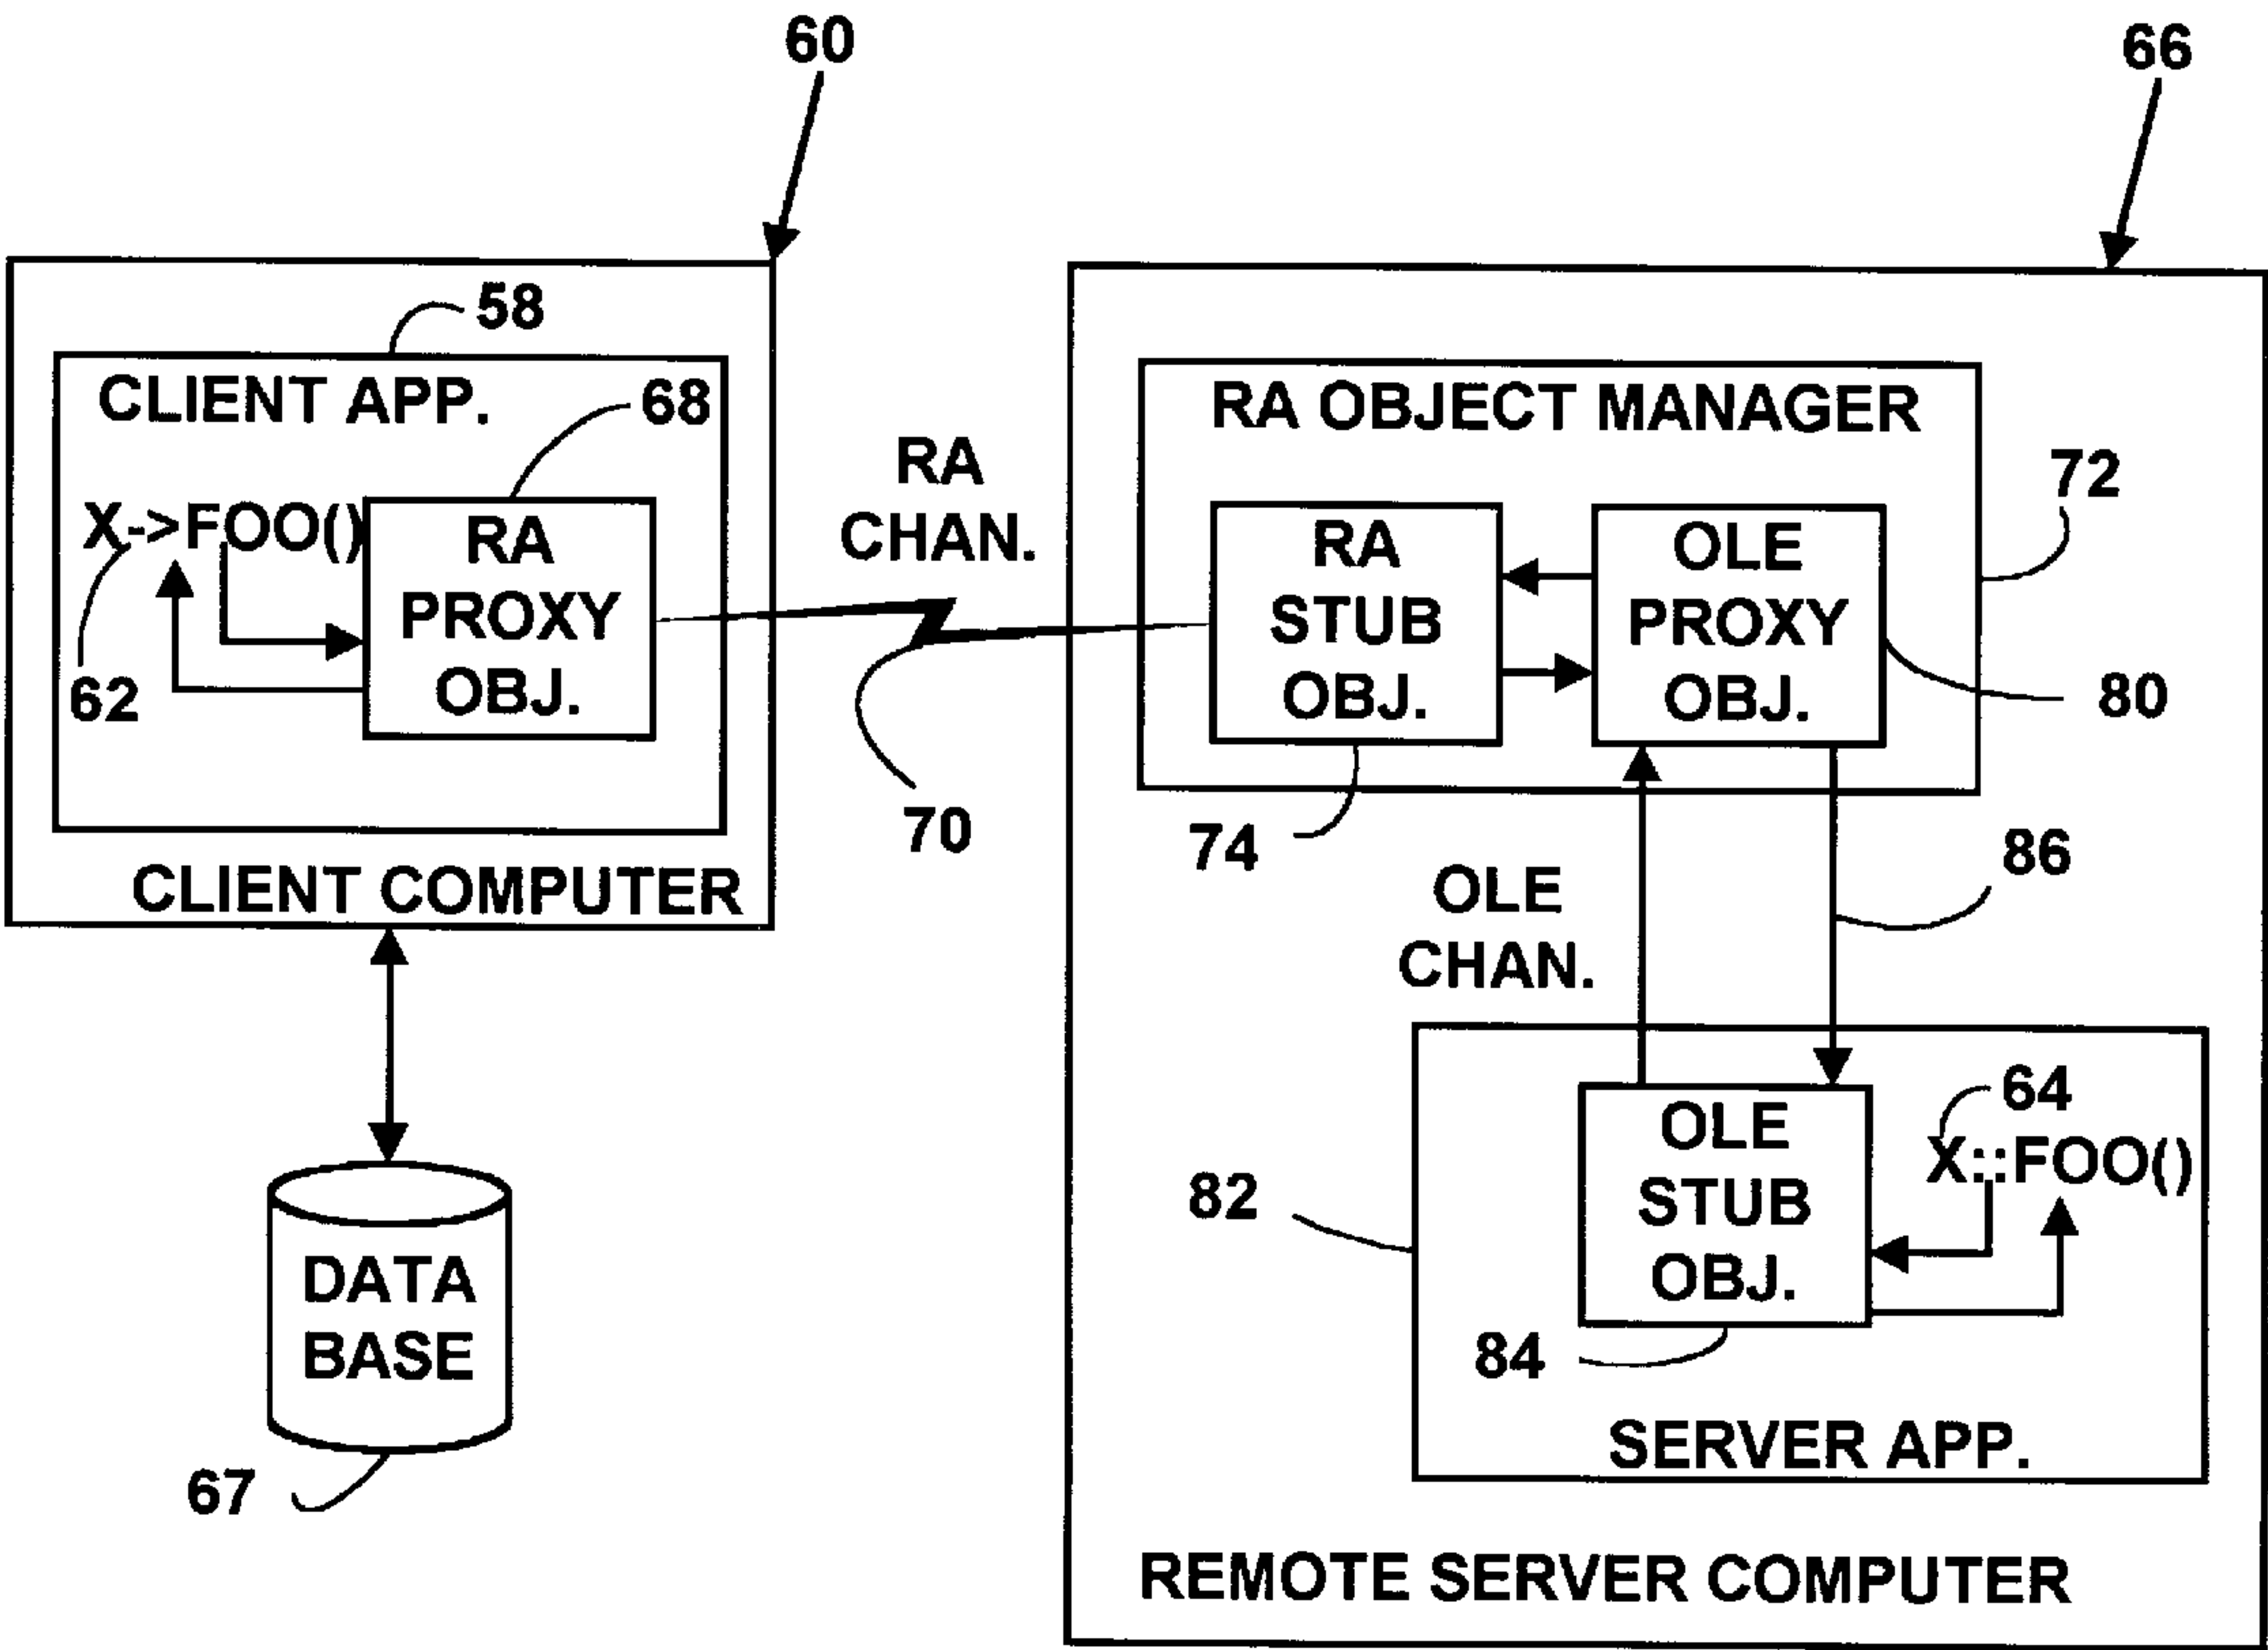 60
66
58
CLIENT APP.
68
X->FOO()
RA
PROXY
OBJ.
62
CLIENT COMPUTER
RA
CHAN.
70
RA OBJECT MANAGER
72
RA
STUB
OBJ.
OLE
PROXY
OBJ.
80
74
OLE
CHAN.
86
64
OLE
STUB
OBJ.
X::FOO()
82
84
SERVER APP.
DATA
BASE
67
REMOTE SERVER COMPUTER